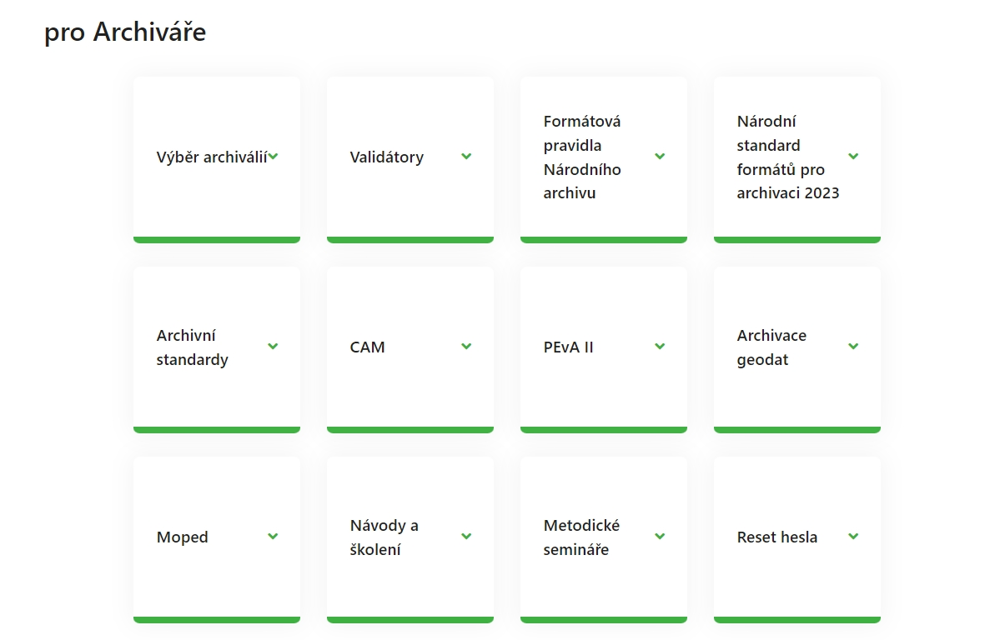 pro Archiváře
Výběr archiválií
Validátory
Formátová
pravidla
Národního
archivu
Národní
standard
formátů pro
archivaci 2023
Archivní
standardy
CAM
PEvA II
Archivace
geodat
Moped
Návody a
školení
Metodické
semináře
Reset hesla